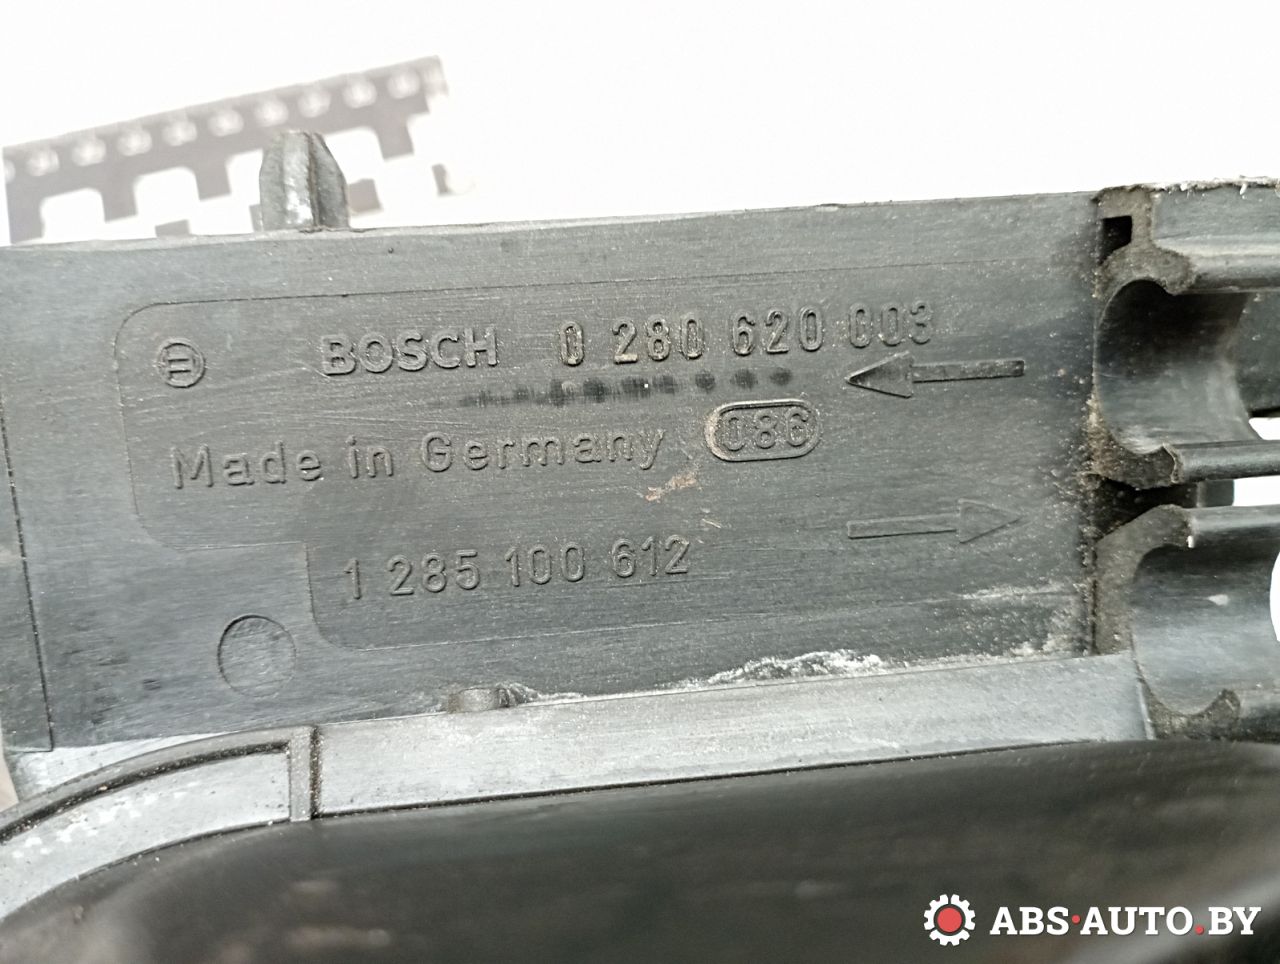 BOSCH 0 280 620 003
Made in Germany 086
1 285 100 612
ABS·AUTO.BY